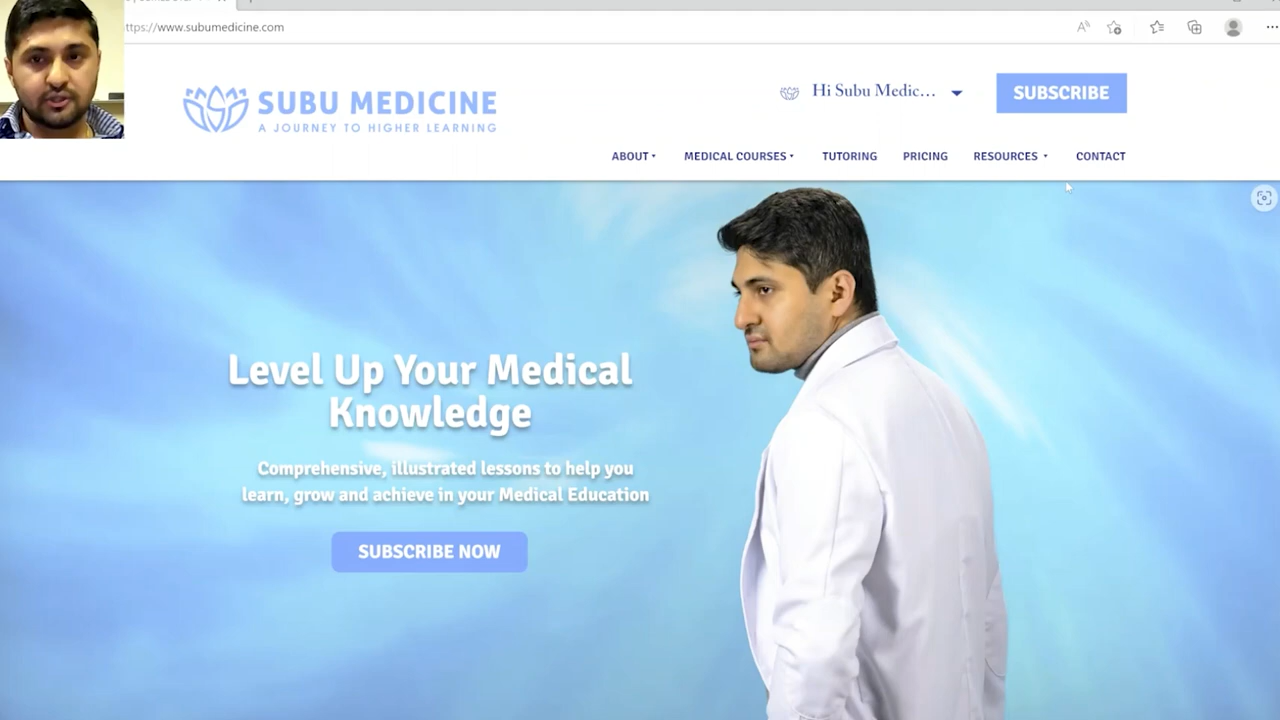 https://www.subumedicine.com
SUBU MEDICINE
A JOURNEY TO HIGHER LEARNING
Hi Subu Medic...
SUBSCRIBE
ABOUT
MEDICAL COURSES
TUTORING
PRICING
RESOURCES
CONTACT
Level Up Your Medical
Knowledge
Comprehensive, illustrated lessons to help you
learn, grow and achieve in your Medical Education
SUBSCRIBE NOW